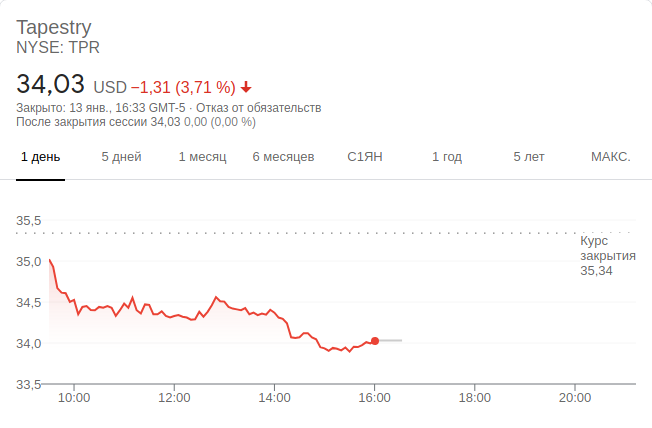 Tapestry
NYSE: TPR
34,03 USD −1,31 (3,71 %)
Закрыто: 13 янв., 16:33 GMT-5 · Отказ от обязательств
После закрытия сессии 34,03 0,00 (0,00 %)
1 день 5 дней 1 месяц 6 месяцев С1ЯН 1 год 5 лет МАКС.
35,5
Курс
закрытия
35,34
35,0
34,5
34,0
33,5
10:00 12:00 14:00 16:00 18:00 20:00